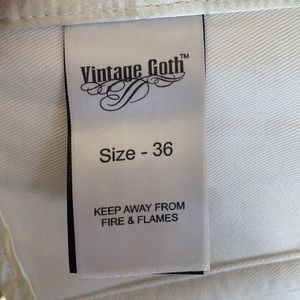 Vintage Goth™
Size - 36
KEEP AWAY FROM
FIRE & FLAMES